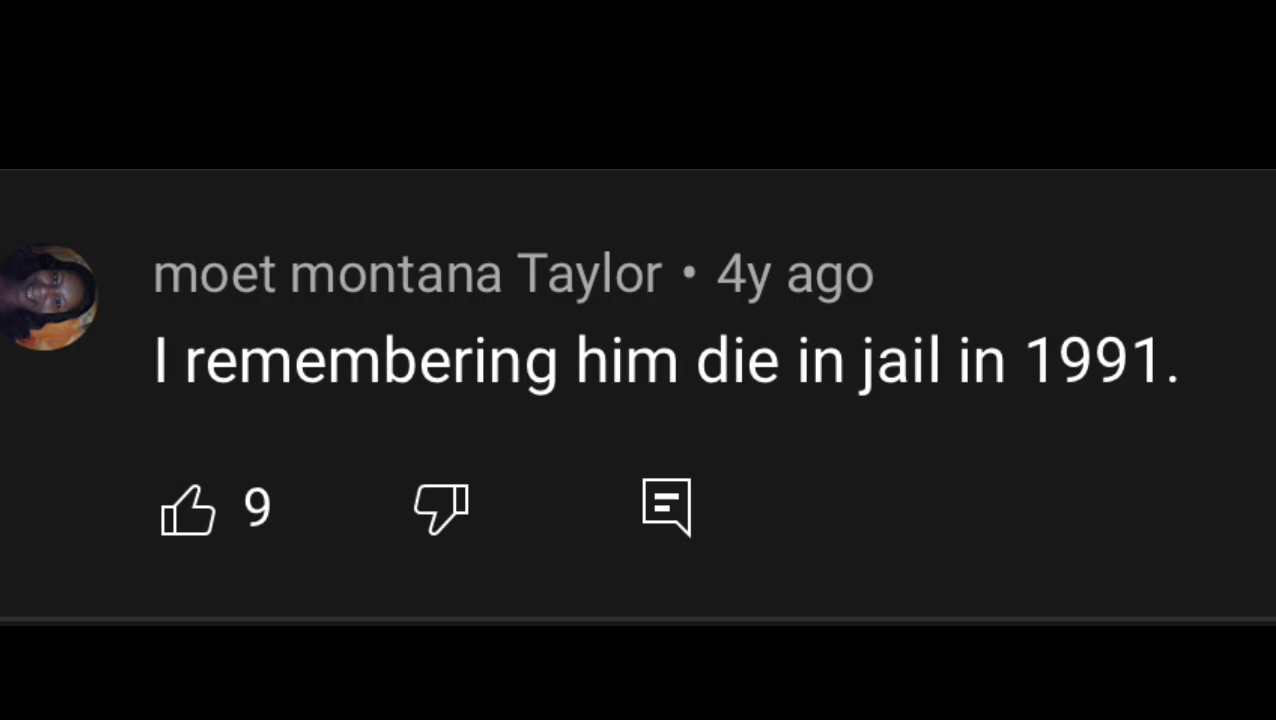 moet montana Taylor • 4y ago
I remembering him die in jail in 1991.
9